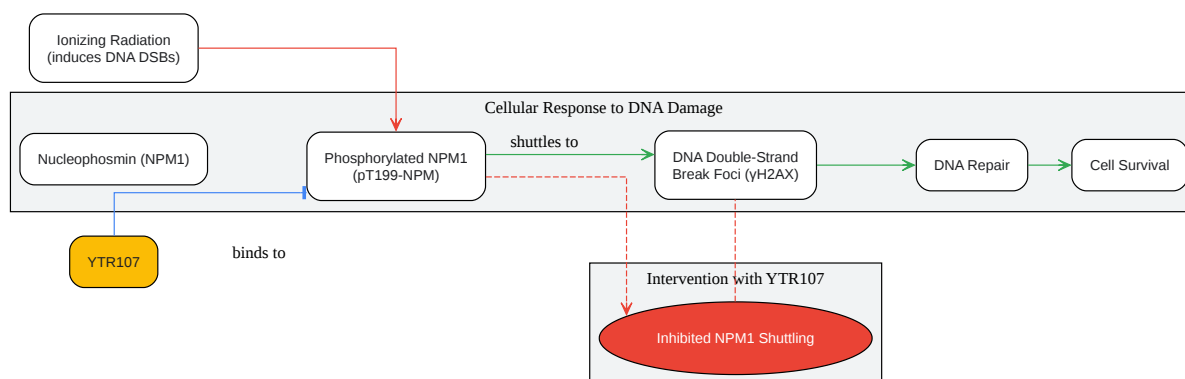 Ionizing Radiation
(induces DNA DSBs)
Cellular Response to DNA Damage
Nucleophosmin (NPM1)
Phosphorylated NPM1
(pT199-NPM)
shuttles to
DNA Double-Strand
Break Foci (γH2AX)
DNA Repair
Cell Survival
YTR107
binds to
Intervention with YTR107
Inhibited NPM1 Shuttling